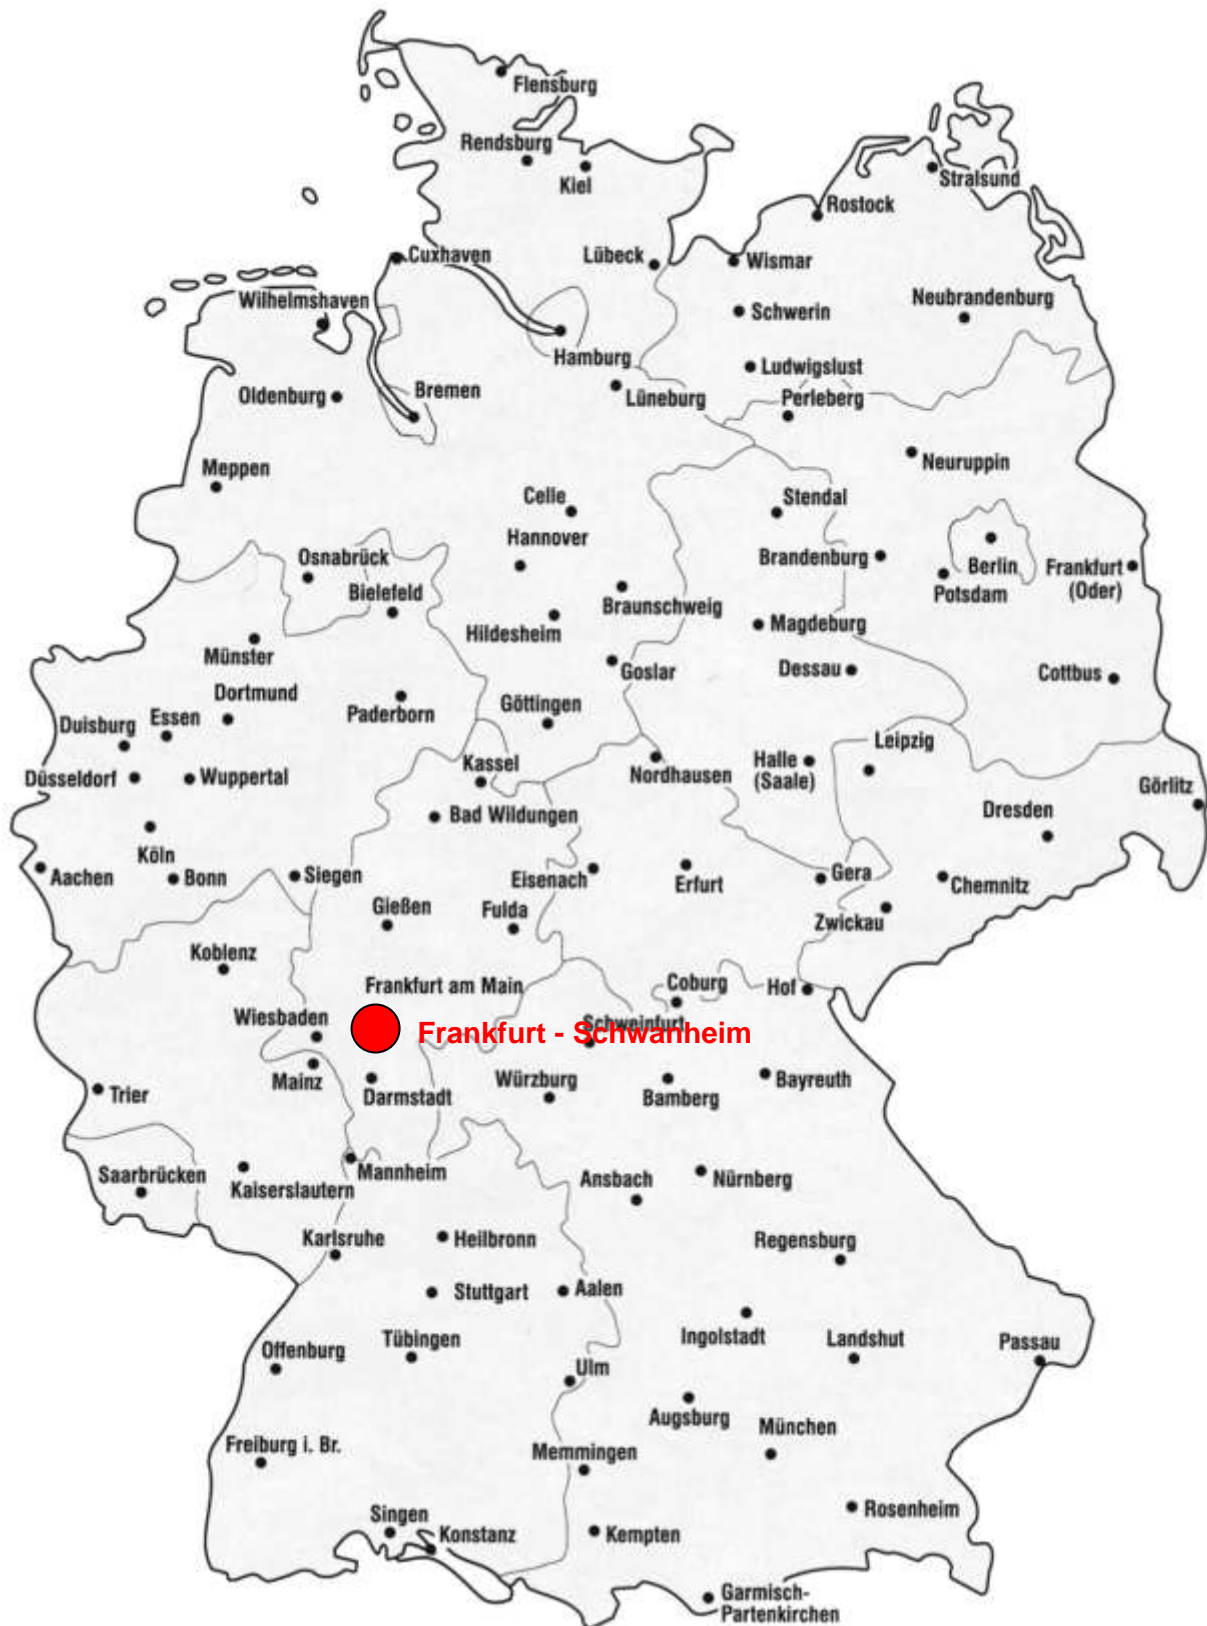 Flensburg
Rendsburg
Kiel
Stralsund
Rostock
Cuxhaven
Lübeck
Wismar
Wilhelmshaven
Schwerin
Neubrandenburg
Hamburg
Ludwigslust
Oldenburg
Bremen
Lüneburg
Perleberg
Meppen
Neuruppin
Celle
Stendal
Hannover
Osnabrück
Brandenburg
Berlin
Frankfurt
(Oder)
Bielefeld
Potsdam
Braunschweig
Hildesheim
Magdeburg
Münster
Goslar
Dessau
Cottbus
Dortmund
Paderborn
Göttingen
Duisburg
Essen
Leipzig
Düsseldorf
Wuppertal
Kassel
Nordhausen
Halle
(Saale)
Görlitz
Bad Wildungen
Dresden
Köln
Aachen
Bonn
Siegen
Eisenach
Erfurt
Gera
Chemnitz
Gießen
Fulda
Zwickau
Koblenz
Frankfurt am Main
Coburg
Hof
Wiesbaden
Schweinfurt
Frankfurt - Schwanheim
Mainz
Darmstadt
Würzburg
Bamberg
Bayreuth
Trier
Saarbrücken
Kaiserslautern
Mannheim
Ansbach
Nürnberg
Karlsruhe
Heilbronn
Regensburg
Stuttgart
Aalen
Offenburg
Tübingen
Ingolstadt
Landshut
Passau
Ulm
Augsburg
München
Freiburg i. Br.
Memmingen
Singen
Konstanz
Kempten
Rosenheim
Garmisch-
Partenkirchen